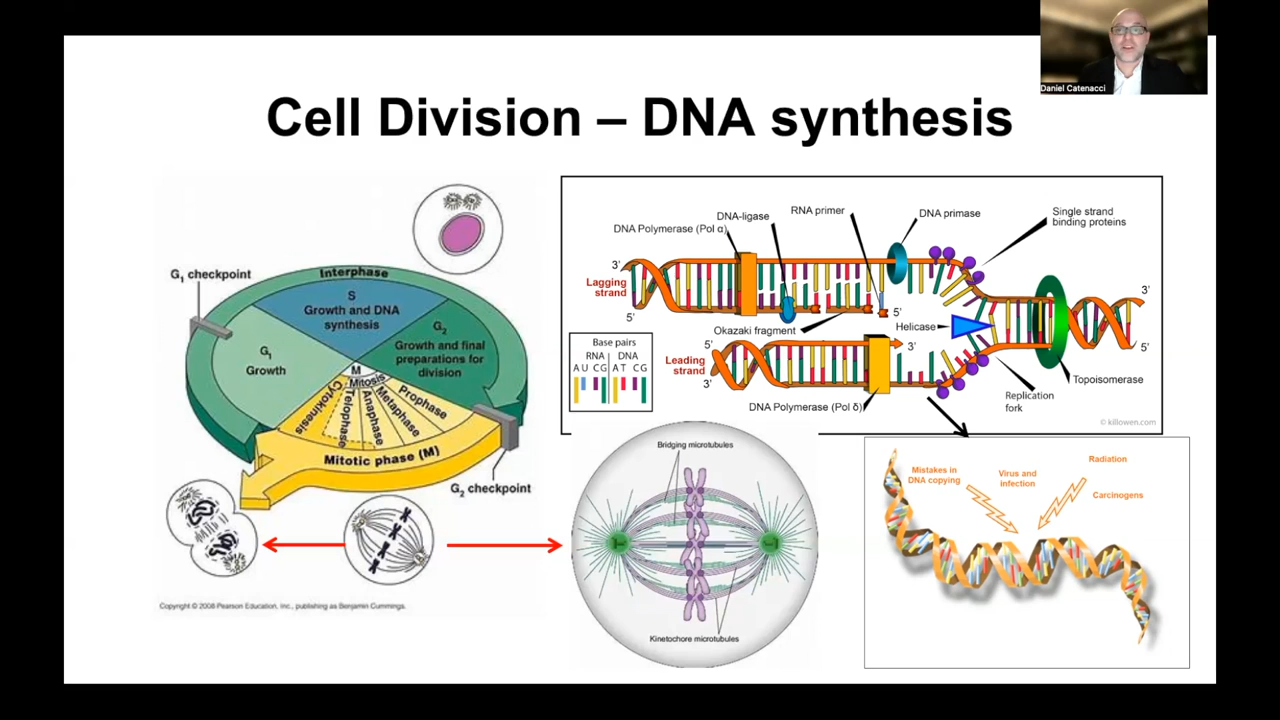 Daniel Catenacci
Cell Division – DNA synthesis
G1 checkpoint
Interphase
S
Growth and DNA
synthesis
G1
Growth
G2
Growth and final
preparations for
division
M
Mitosis
Cytokinesis
Telophase
Anaphase
Metaphase
Prophase
Mitotic phase (M)
G2 checkpoint
Copyright © 2008 Pearson Education, Inc., publishing as Benjamin Cummings.
DNA Polymerase (Pol α)
DNA-ligase
RNA primer
DNA primase
Single strand
binding proteins
3'
Lagging
strand
5'
Okazaki fragment
5'
Helicase
3'
5'
Topoisomerase
Replication
fork
5'
Leading
strand
3'
3'
DNA Polymerase (Pol δ)
Base pairs
RNA DNA
A U C G A T C G
© killowen.com
Bridging microtubules
Kinetochore microtubules
Mistakes in
DNA copying
Virus and
infection
Radiation
Carcinogens